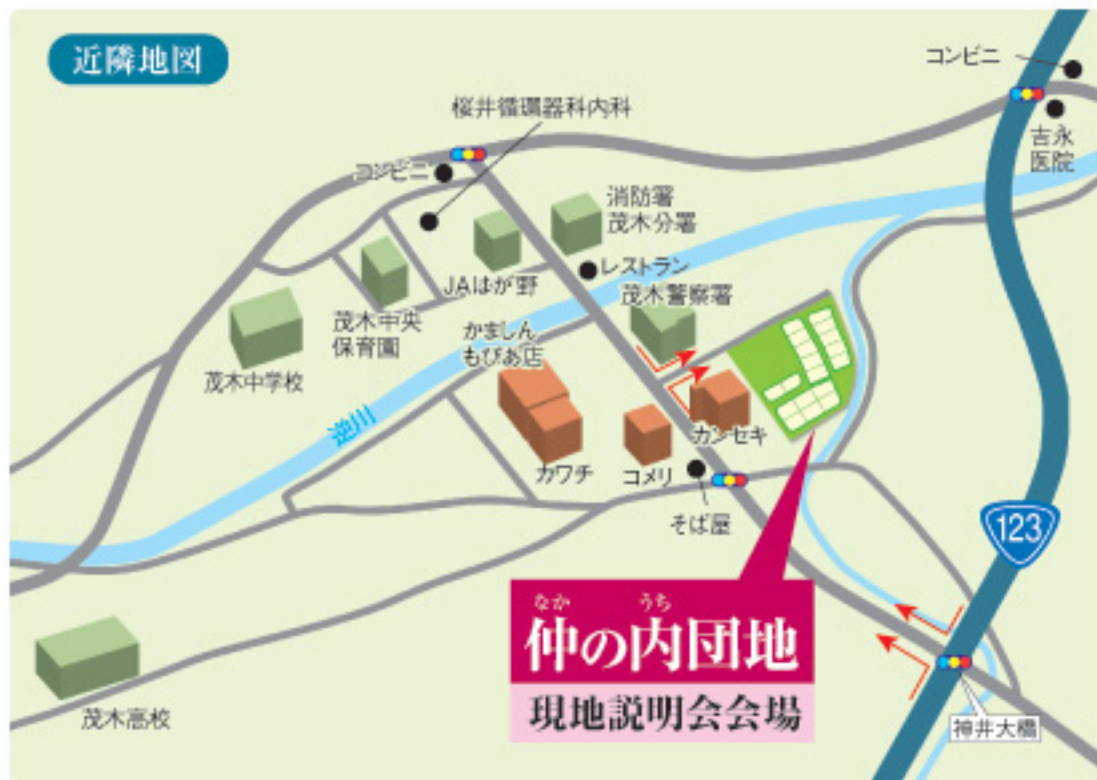 近隣地図
コンビニ
吉永
医院
桜井循環器科内科
コンビニ
消防署
茂木分署
レストラン
JAはが野
茂木警察署
茂木中央
保育園
かましん
もぴあ店
茂木中学校
逆川
カンセキ
カワチ
コメリ
そば屋
123
なか うち
仲の内団地
現地説明会会場
茂木高校
神井大橋